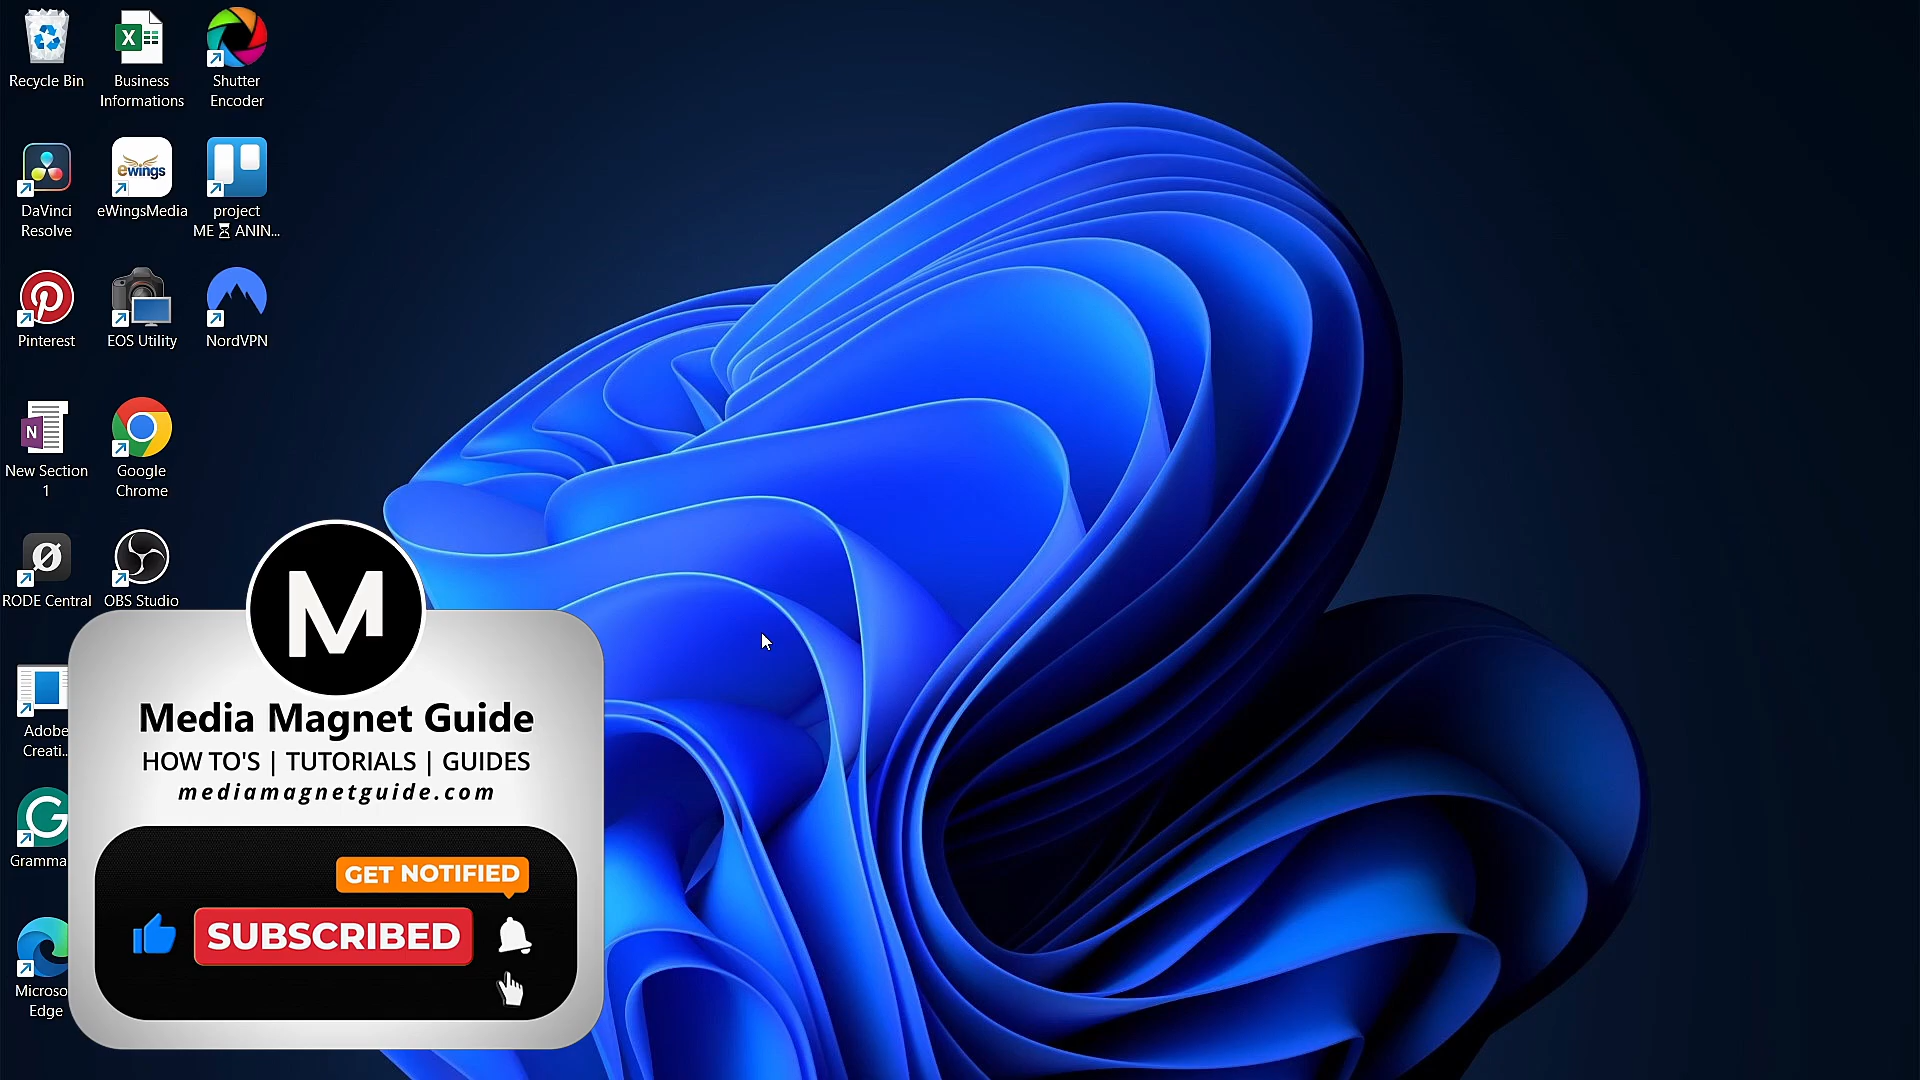 Recycle Bin
Business
Informations
Shutter
Encoder
DaVinci
Resolve
ewings
eWingsMedia
project
ME ⌛ ANIN...
Pinterest
EOS Utility
NordVPN
N
New Section
1
Google
Chrome
RODE Central
OBS Studio
Adobe
Creati..
Gramma
Microso
Edge
M
Media Magnet Guide
HOW TO'S | TUTORIALS | GUIDES
mediamagnetguide.com
GET NOTIFIED
SUBSCRIBED